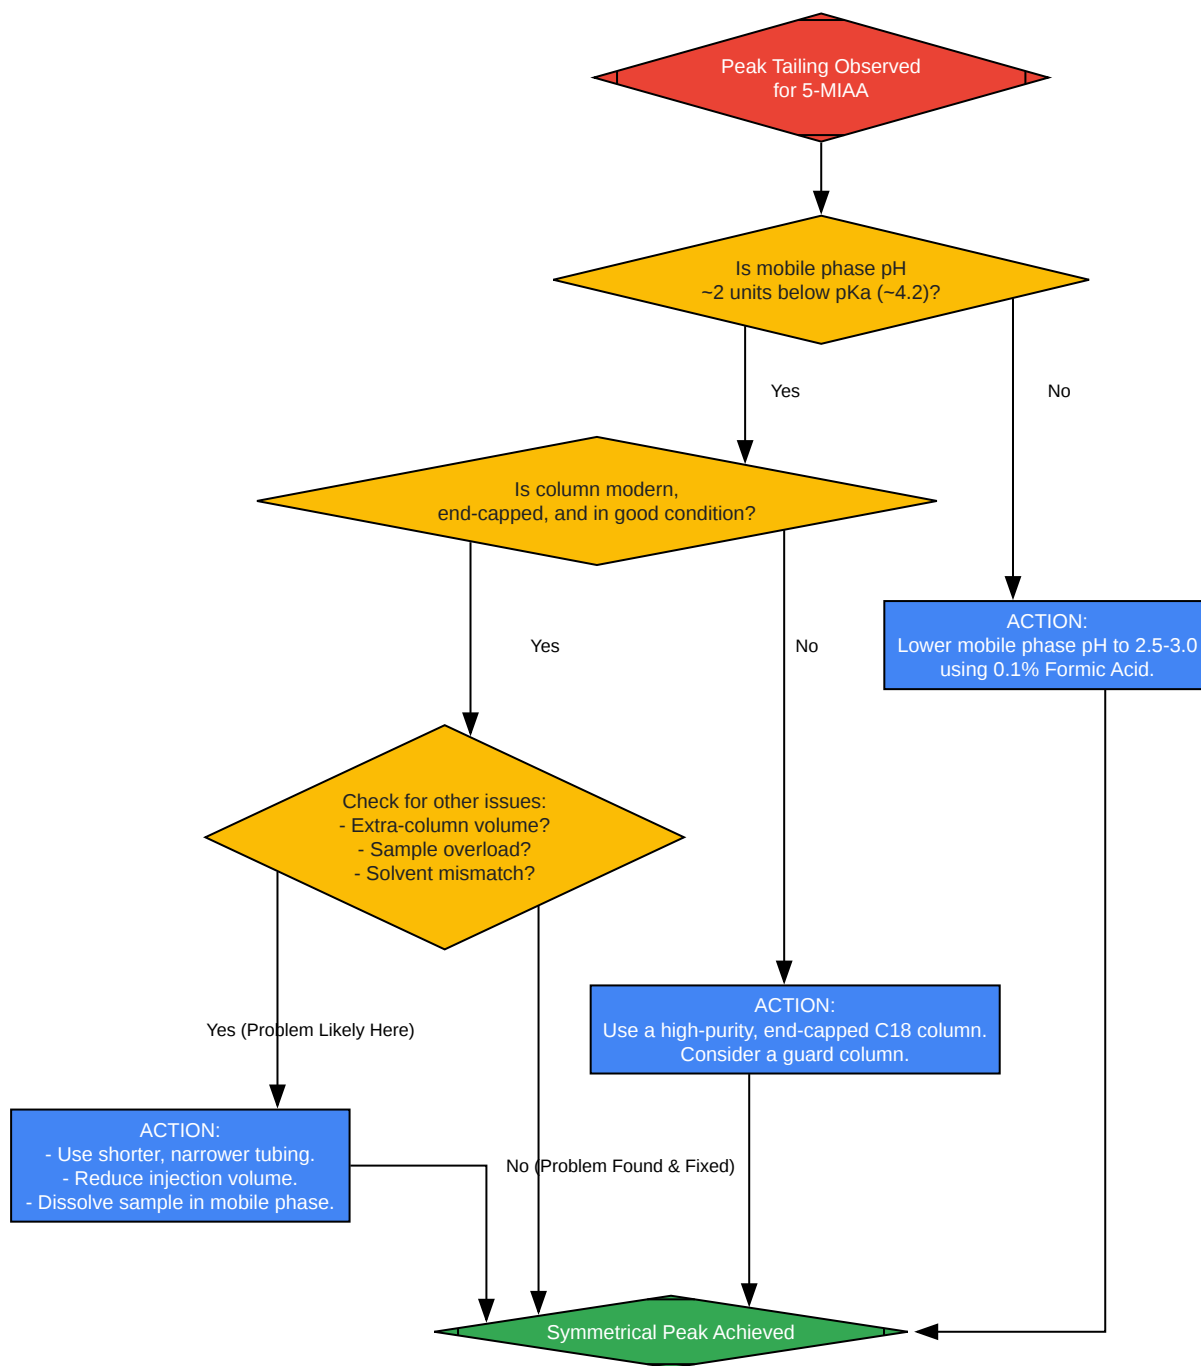 Peak Tailing Observed
for 5-MIAA
Is mobile phase pH
~2 units below pKa (~4.2)?
Yes
No
Is column modern,
end-capped, and in good condition?
Yes
No
ACTION:
Lower mobile phase pH to 2.5-3.0
using 0.1% Formic Acid.
Check for other issues:
- Extra-column volume?
- Sample overload?
- Solvent mismatch?
Yes (Problem Likely Here)
ACTION:
Use a high-purity, end-capped C18 column.
Consider a guard column.
ACTION:
- Use shorter, narrower tubing.
- Reduce injection volume.
- Dissolve sample in mobile phase.
No (Problem Found & Fixed)
Symmetrical Peak Achieved